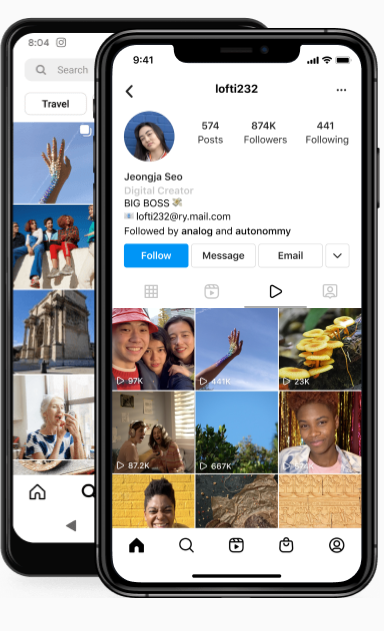 8:04
Search
Travel
9:41
lofti232
574 874K 441
Posts Followers Following
Jeongja Seo
Digital Creator
BIG BOSS
lofti232@ry.mail.com
Followed by analog and autonommy
Follow Message Email
97K 441K 23K
87.2K 667K